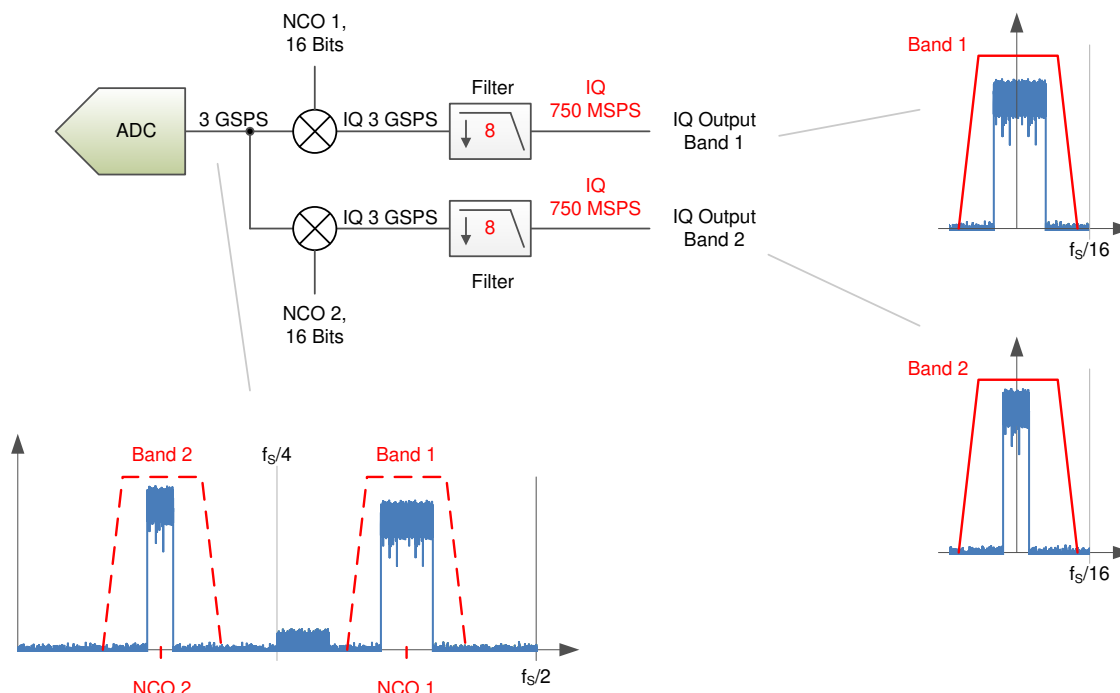 NCO 1,
16 Bits
ADC
3 GSPS
IQ 3 GSPS
Filter
8
IQ
750 MSPS
IQ Output
Band 1
IQ 3 GSPS
8
Filter
IQ
750 MSPS
IQ Output
Band 2
NCO 2,
16 Bits
Band 1
fS/16
Band 2
fS/16
Band 2
fS/4
Band 1
fS/2
NCO 2
NCO 1